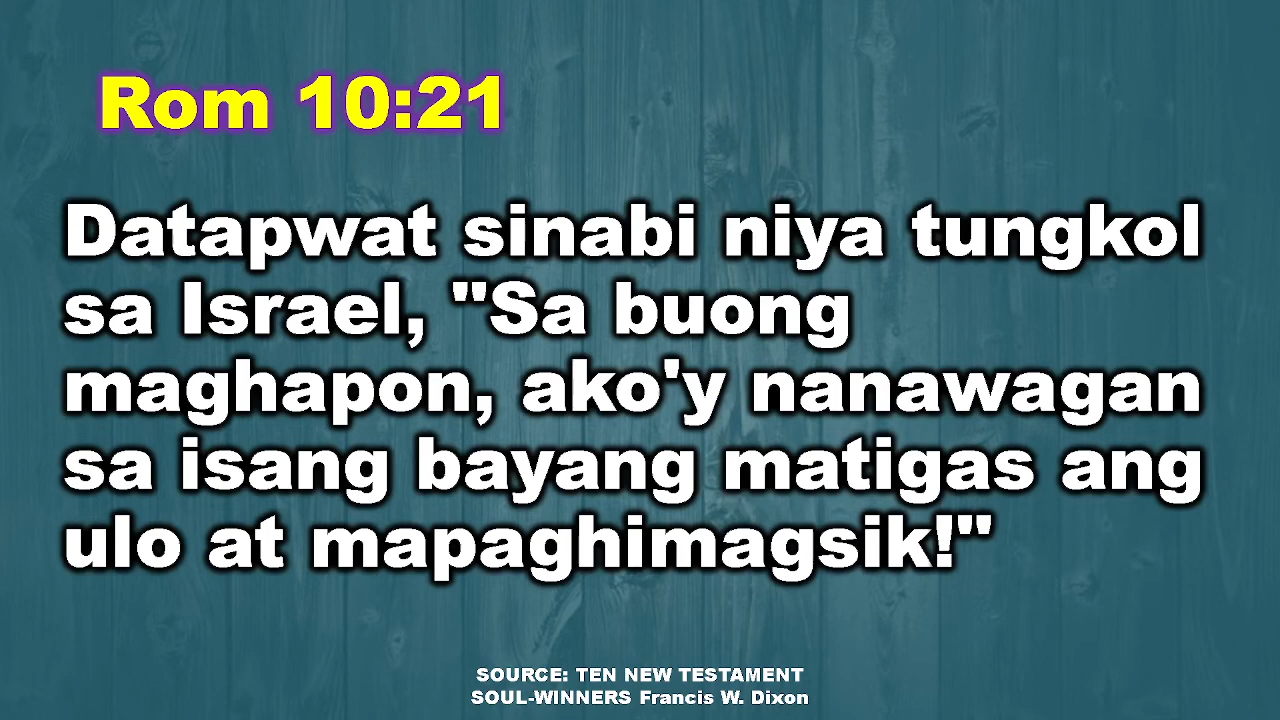 Rom 10:21
Datapwat sinabi niya tungkol
sa Israel, "Sa buong
maghapon, ako'y nanawagan
sa isang bayang matigas ang
ulo at mapaghimagsik!"
SOURCE: TEN NEW TESTAMENT
SOUL-WINNERS Francis W. Dixon